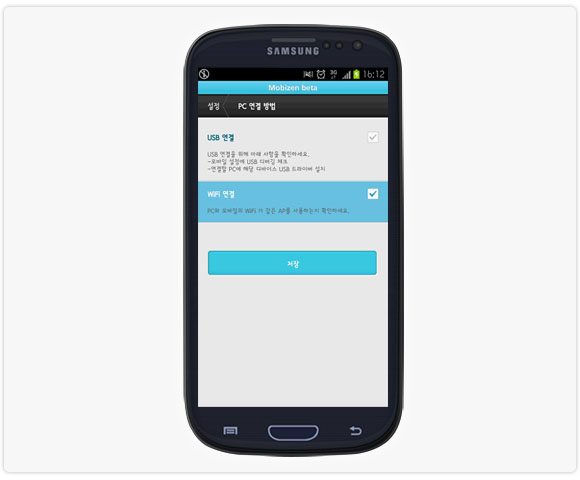 SAMSUNG
3G
16:12
Mobizen beta
설정
PC 연결 방법
USB 연결
USB 연결을 위해 아래 사항을 확인하세요.
-모바일 설정에 USB 디버깅 체크
-연결할 PC에 해당 디바이스 USB 드라이버 설치
WiFi 연결
PC와 모바일의 WiFi 가 같은 AP를 사용하는지 확인하세요.
저장